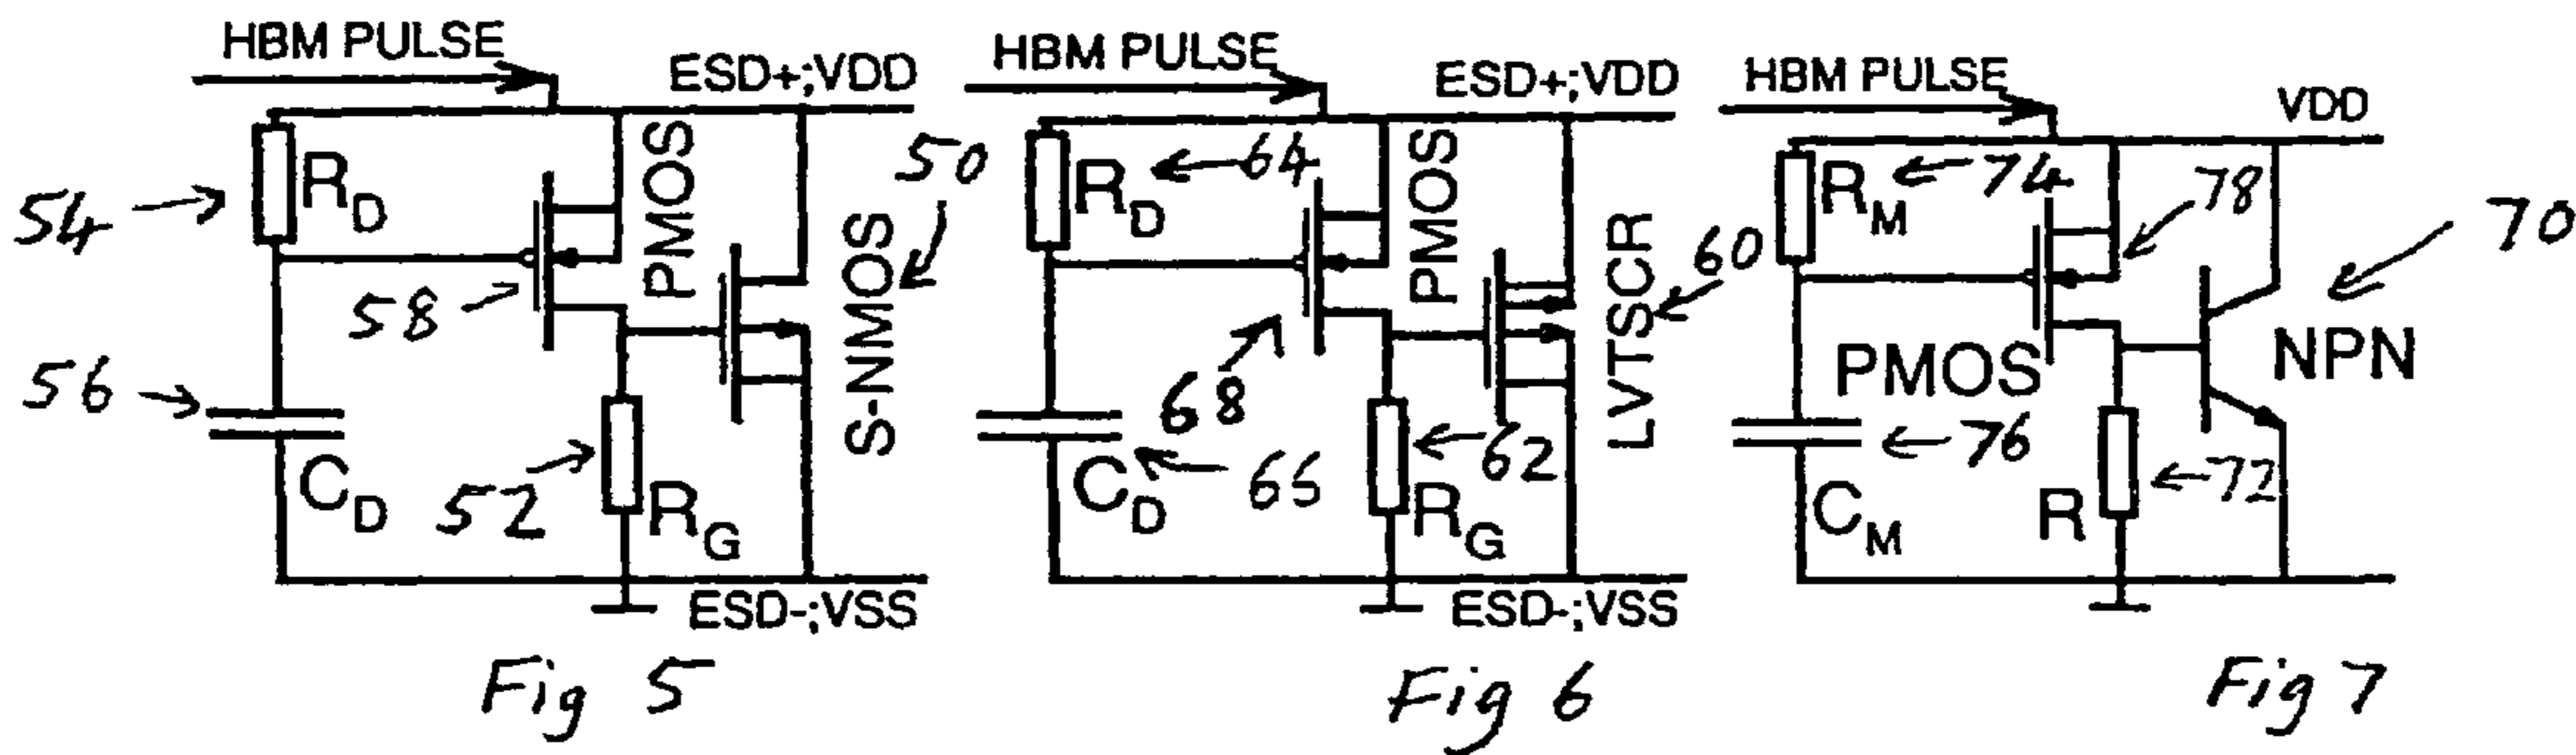 HBM PULSE
ESD+;VDD
54
R_D
PMOS
50
58
S-NMOS
56
C_D
52
R_G
ESD-;VSS
Fig 5
HBM PULSE
ESD+;VDD
R_D
64
PMOS
60
68
LVTSCR
C_D
66
62
R_G
ESD-;VSS
Fig 6
HBM PULSE
VDD
R_M
74
78
70
PMOS
NPN
76
C_M
R
72
Fig 7